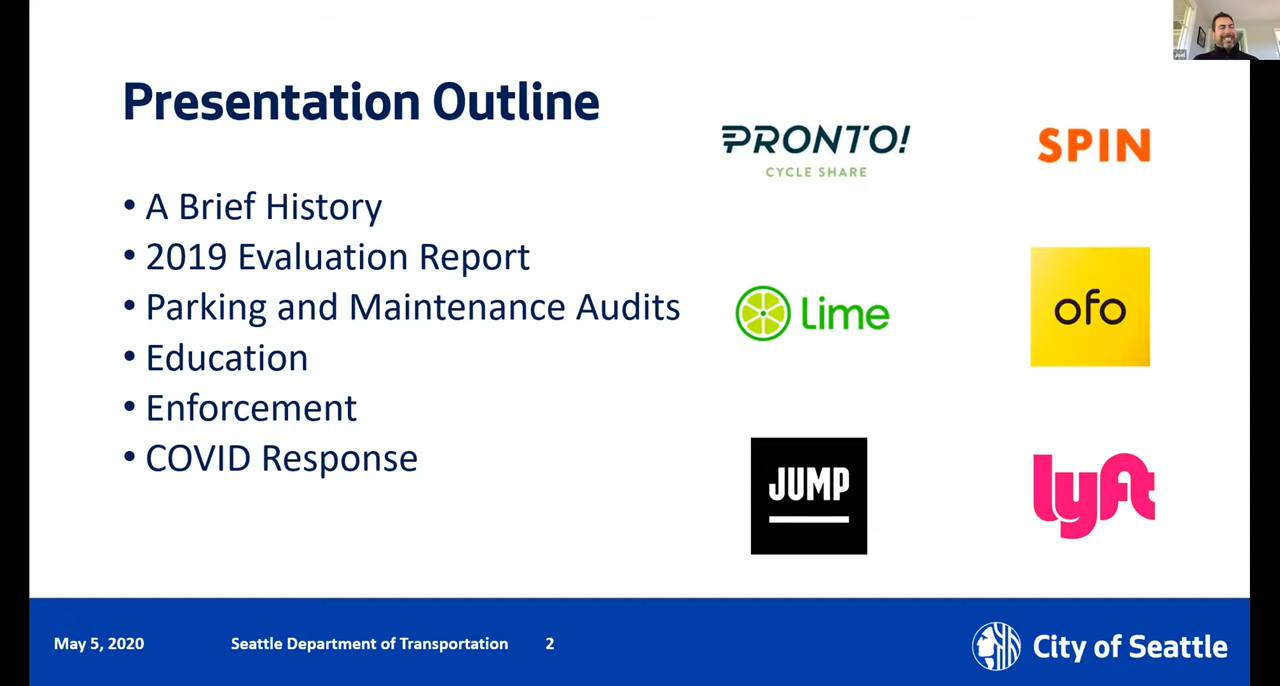 Presentation Outline
• A Brief History
• 2019 Evaluation Report
• Parking and Maintenance Audits
• Education
• Enforcement
• COVID Response
PRONTO!
CYCLE SHARE
SPIN
Lime
ofo
JUMP
lyft
May 5, 2020
Seattle Department of Transportation
2
City of Seattle
Joel